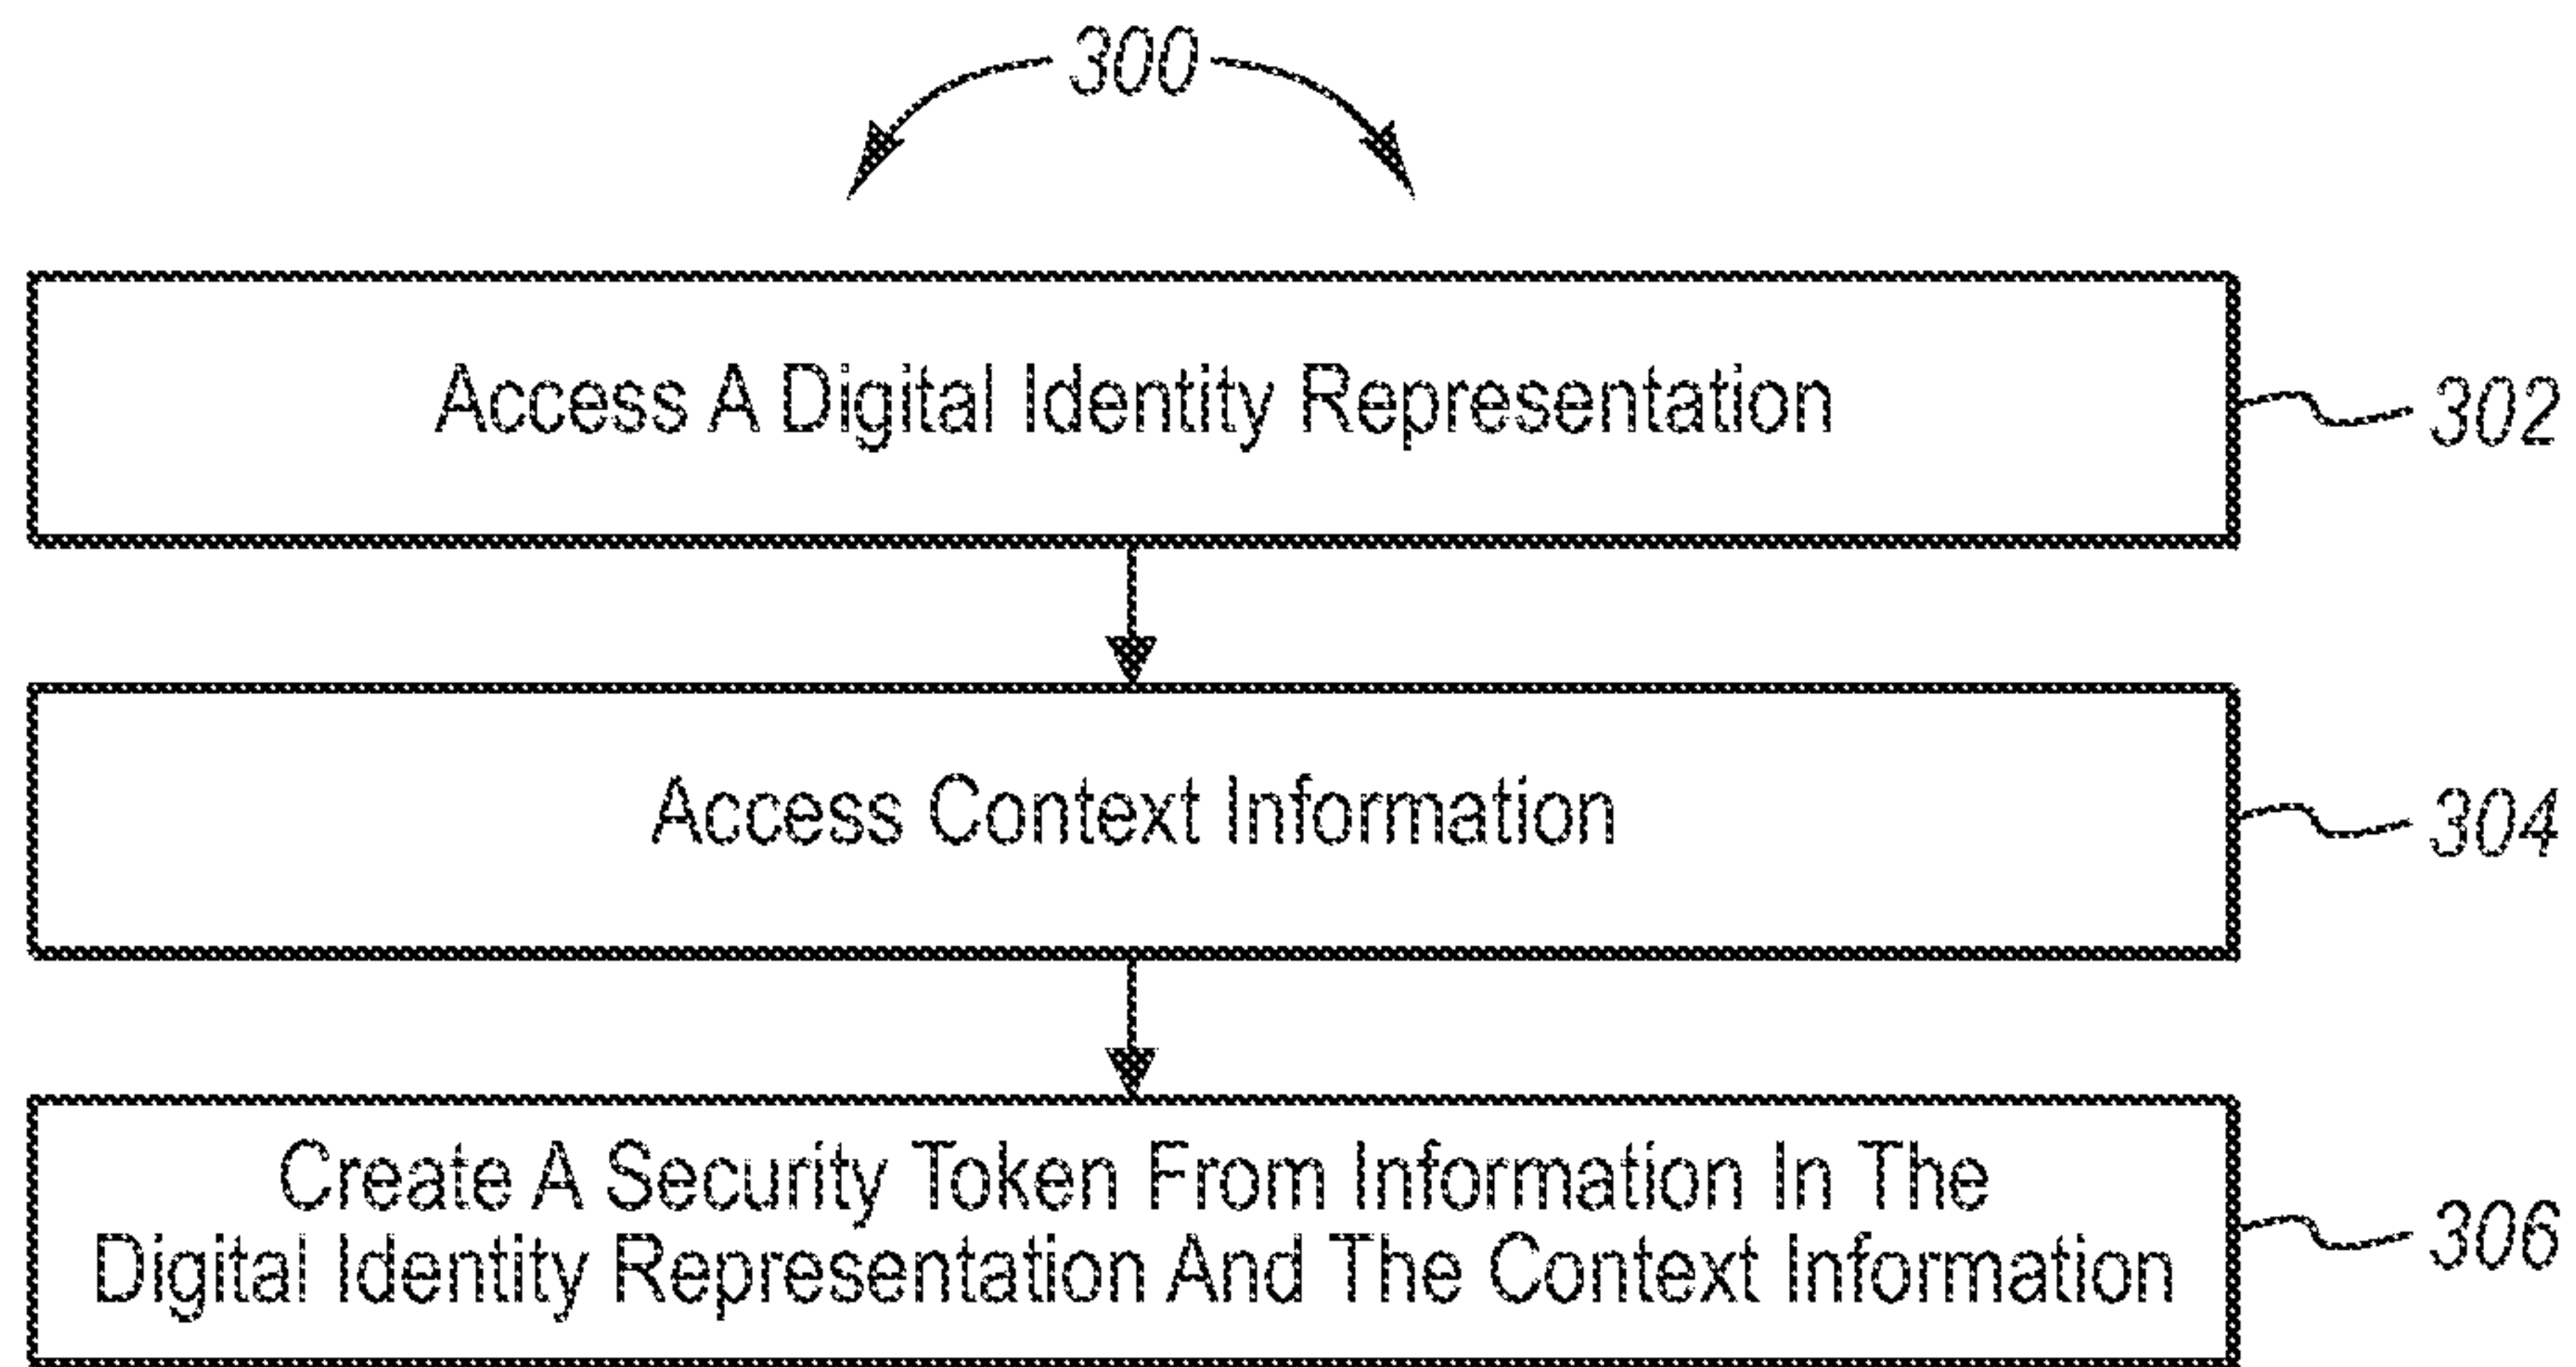 300
Access A Digital Identity Representation
302
Access Context Information
304
Create A Security Token From Information In The
Digital Identity Representation And The Context Information
306